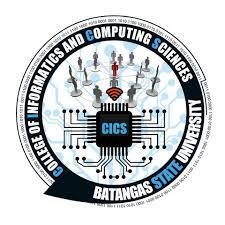 COLLEGE OF INFORMATICS AND COMPUTING SCIENCES
CICS
BATANGAS STATE UNIVERSITY